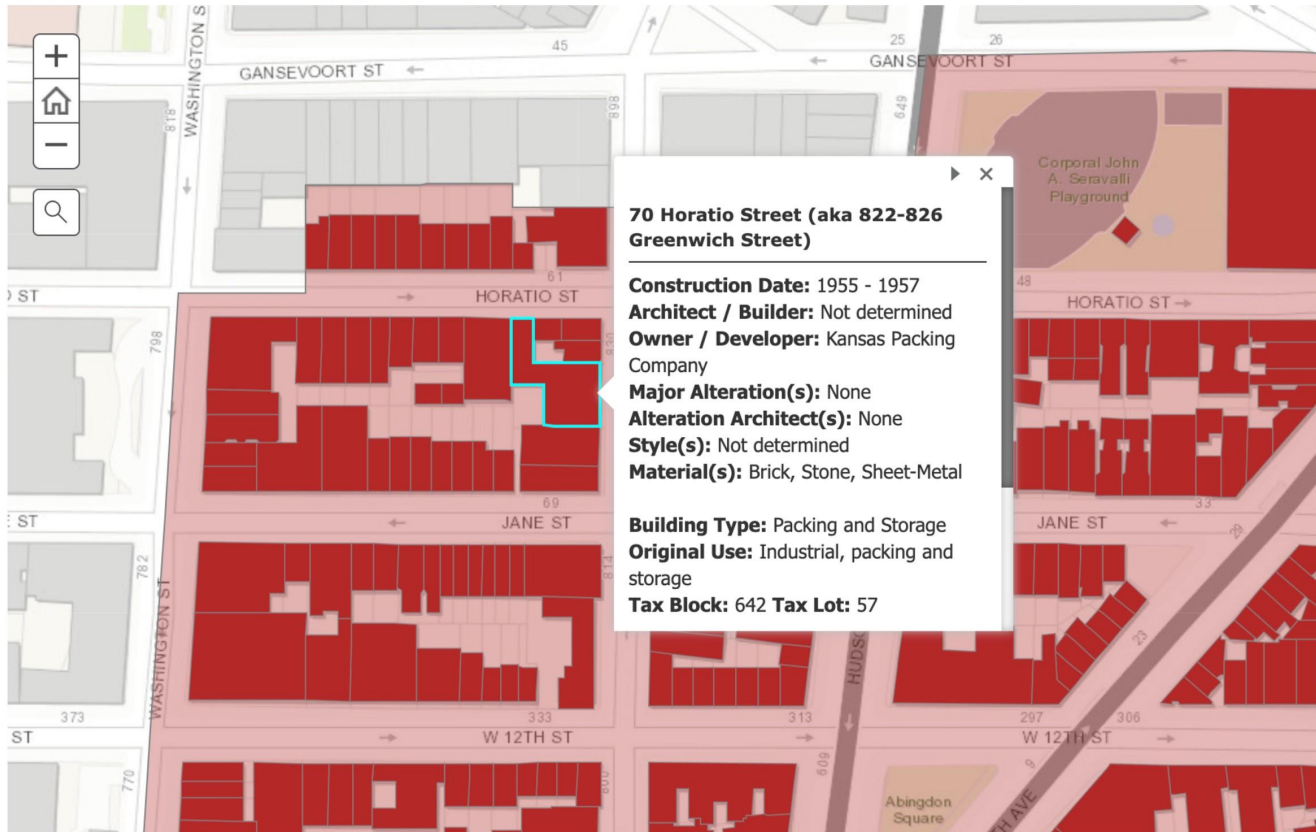 WASHINGTON S
45
25
26
GANSEVOORT ST
GANSEVOORT ST
818
898
649
Corporal John
A. Seravalli
Playground
70 Horatio Street (aka 822-826
Greenwich Street)
Construction Date: 1955 - 1957
Architect / Builder: Not determined
Owner / Developer: Kansas Packing
Company
Major Alteration(s): None
Alteration Architect(s): None
Style(s): Not determined
Material(s): Brick, Stone, Sheet-Metal
Building Type: Packing and Storage
Original Use: Industrial, packing and
storage
Tax Block: 642 Tax Lot: 57
61
48
O ST
HORATIO ST
HORATIO ST
798
830
69
33
E ST
JANE ST
JANE ST
29
782
814
WASHINGTON ST
23
HUDSO
373
333
313
297
306
ST
W 12TH ST
W 12TH ST
770
800
609
9
Abingdon
Square
TH AVE